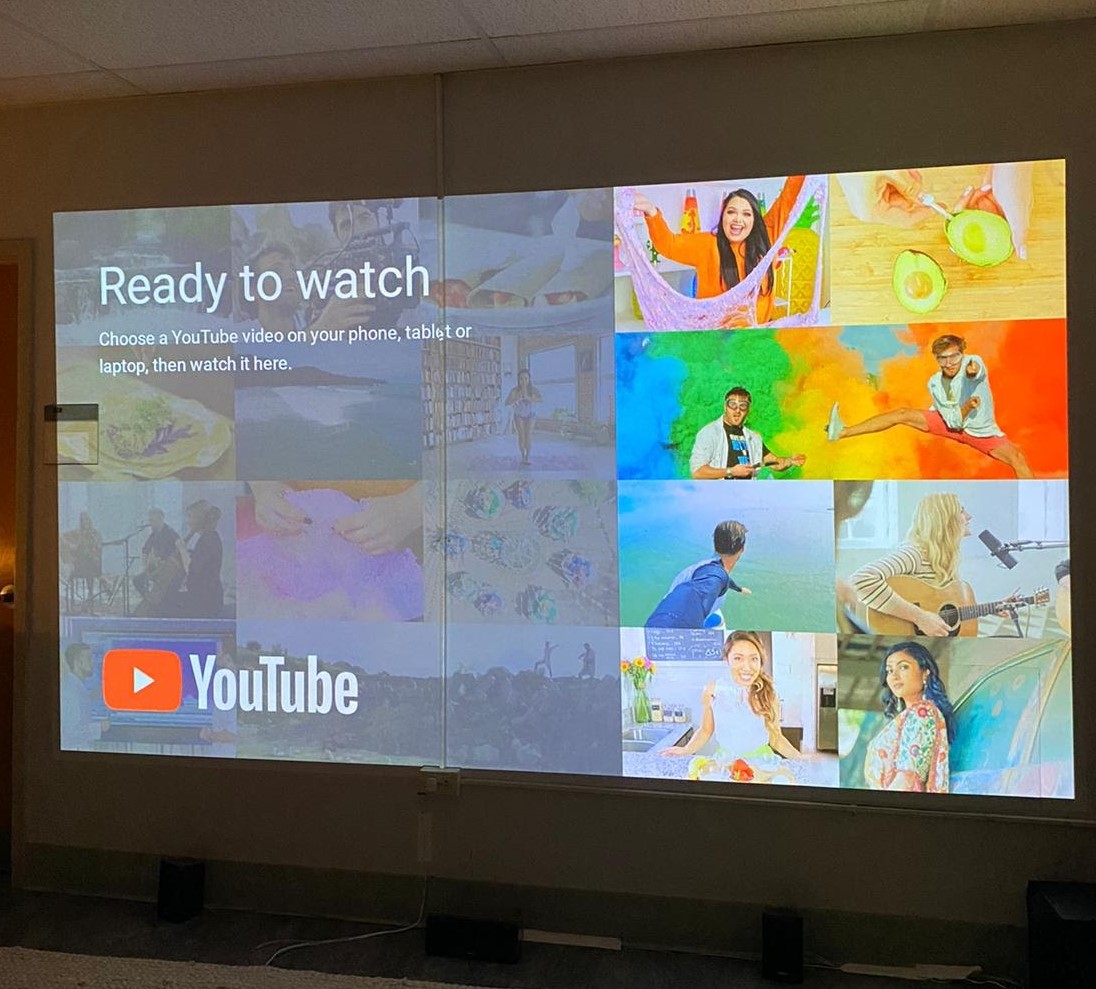 Ready to watch
Choose a YouTube video on your phone, tablet or
laptop, then watch it here.
YouTube